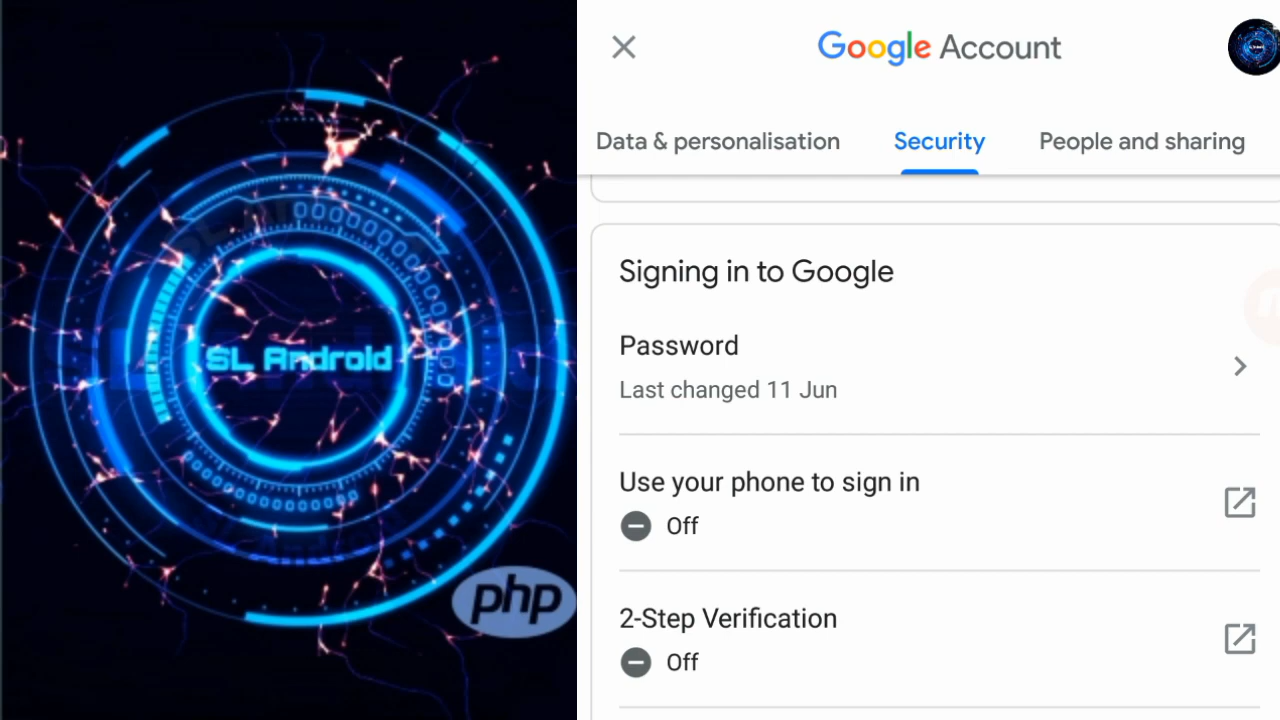 SL Android
php
Google Account
Data & personalisation
Security
People and sharing
Signing in to Google
Password
Last changed 11 Jun
Use your phone to sign in
Off
2-Step Verification
Off